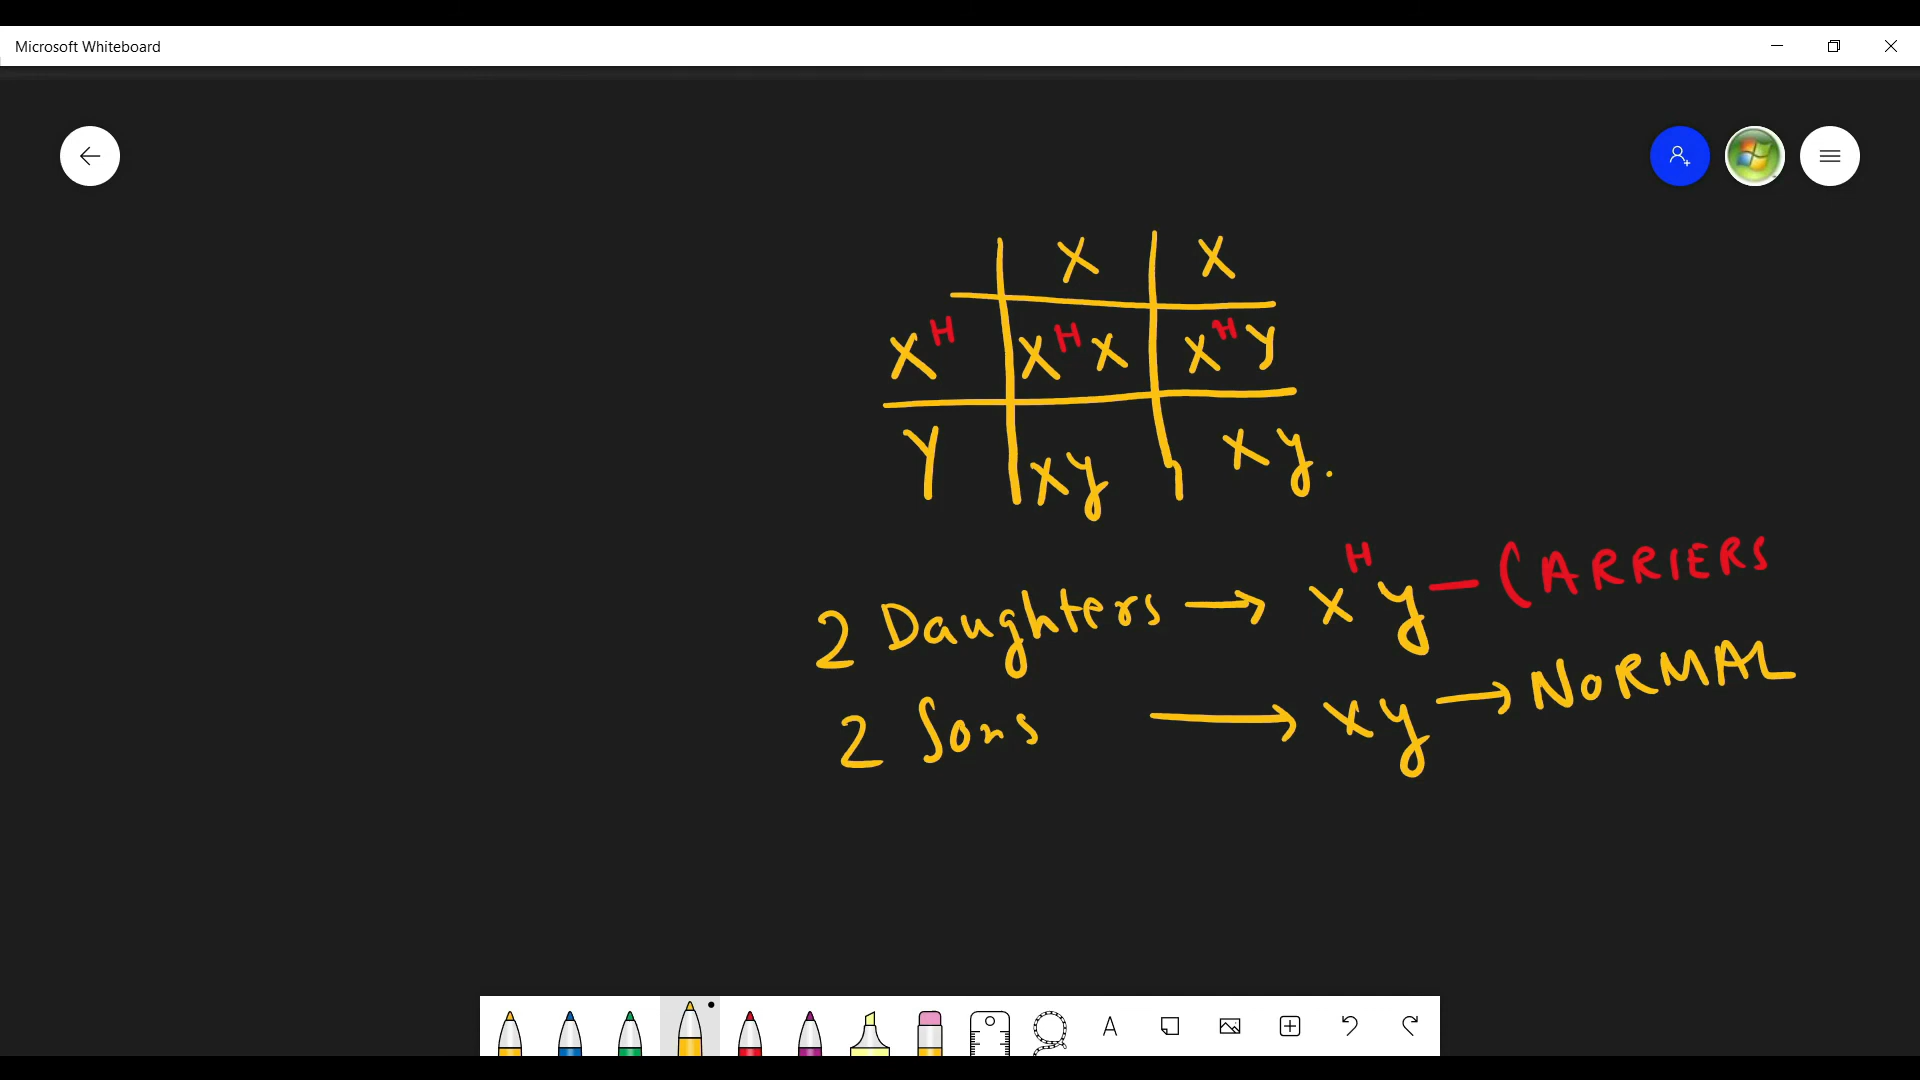 Microsoft Whiteboard
X X
X^H X^H X X^H Y
Y Xy Xy.
2 Daughters → X^H y — CARRIERS
2 Sons → Xy → NORMAL
A